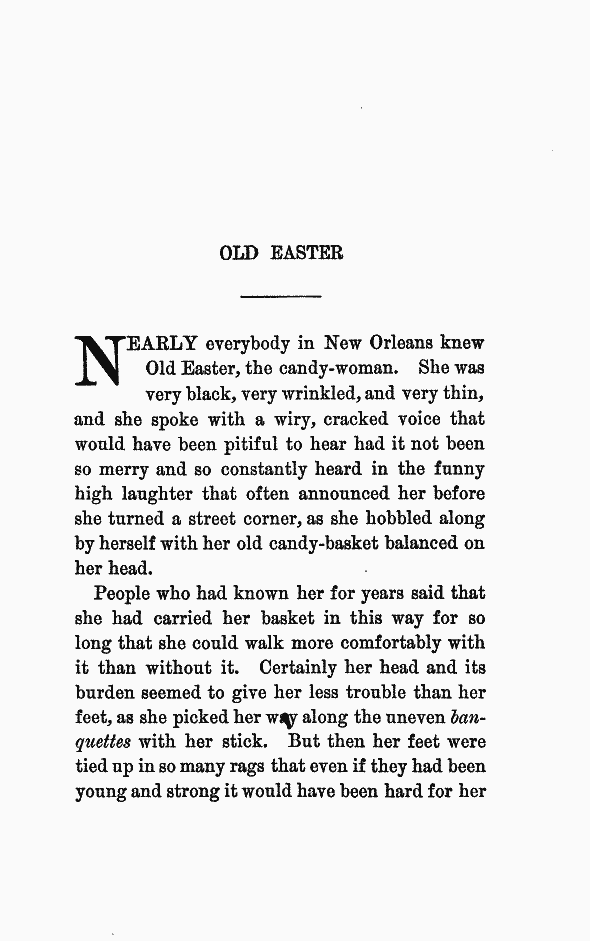 OLD EASTER
NEARLY everybody in New Orleans knew
Old Easter, the candy-woman. She was
very black, very wrinkled, and very thin,
and she spoke with a wiry, cracked voice that
would have been pitiful to hear had it not been
so merry and so constantly heard in the funny
high laughter that often announced her before
she turned a street corner, as she hobbled along
by herself with her old candy-basket balanced on
her head.
People who had known her for years said that
she had carried her basket in this way for so
long that she could walk more comfortably with
it than without it. Certainly her head and its
burden seemed to give her less trouble than her
feet, as she picked her way along the uneven ban-
quettes with her stick. But then her feet were
tied up in so many rags that even if they had been
young and strong it would have been hard for her